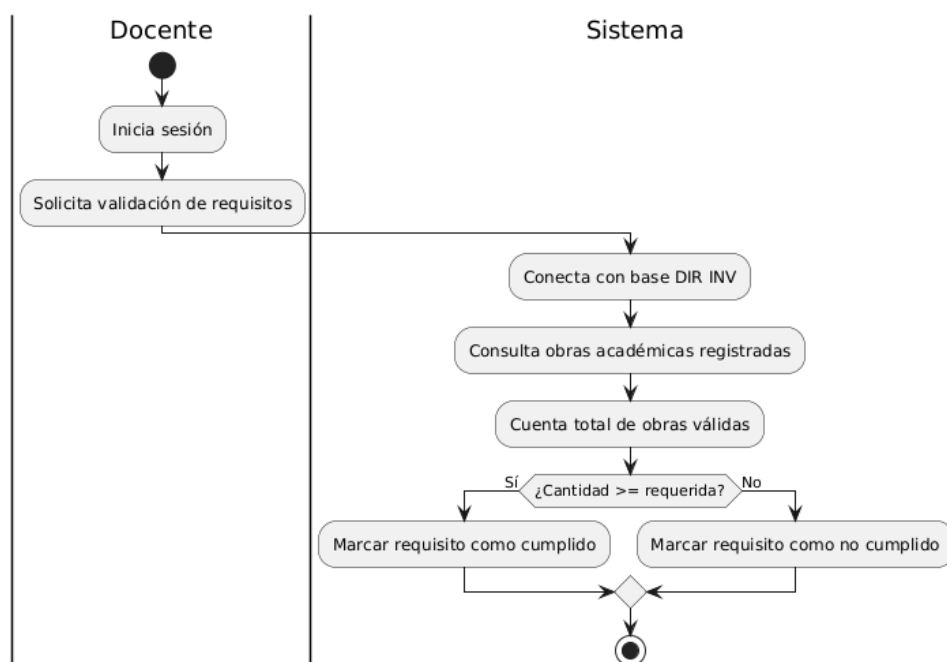 Docente
Sistema
Inicia sesión
Solicita validación de requisitos
Conecta con base DIR INV
Consulta obras académicas registradas
Cuenta total de obras válidas
Sí
¿Cantidad >= requerida?
No
Marcar requisito como cumplido
Marcar requisito como no cumplido